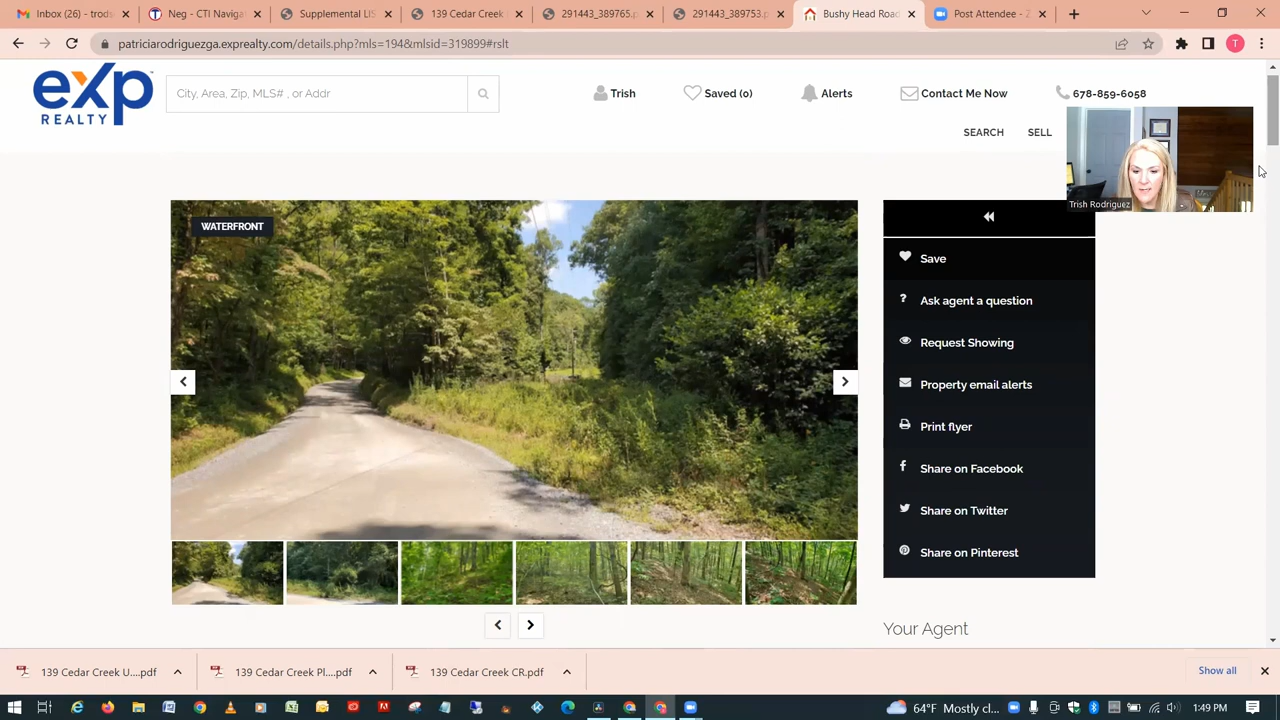 Inbox (26) - trods
Neg - CTI Navigat
Supplemental LIS
139 Cedar Creek
291443_389765.p
291443_389753.p
Bushy Head Road
Post Attendee - Z
patriciarodriguezga.exprealty.com/details.php?mls=194&mlsid=319899#rslt
T
eXp REALTY
City, Area, Zip, MLS# , or Addr
Trish
Saved (0)
Alerts
Contact Me Now
678-859-6058
SEARCH
SELL
Trish Rodriguez
WATERFRONT
Save
Ask agent a question
Request Showing
Property email alerts
Print flyer
Share on Facebook
Share on Twitter
Share on Pinterest
Your Agent
139 Cedar Creek U....pdf
139 Cedar Creek Pl....pdf
139 Cedar Creek CR.pdf
Show all
64°F Mostly cl...
1:49 PM